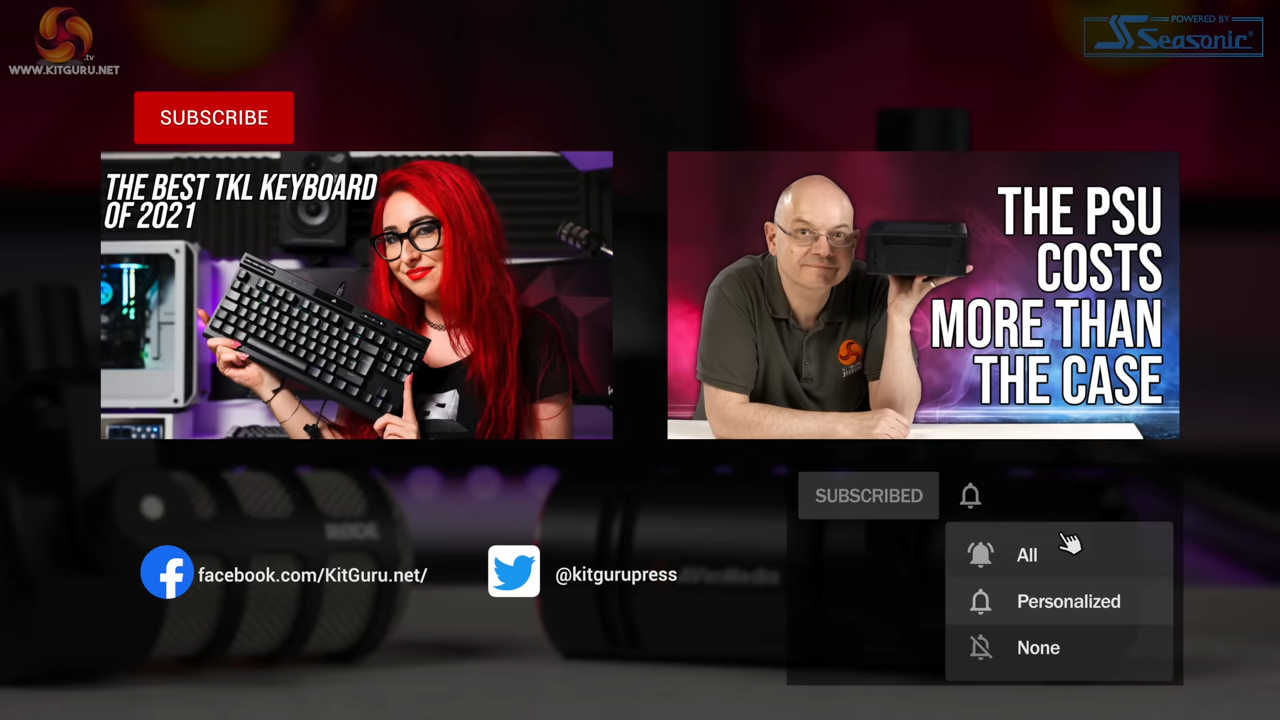 .tv
WWW.KITGURU.NET
POWERED BY
Seasonic®
SUBSCRIBE
THE BEST TKL KEYBOARD
OF 2021
THE PSU
COSTS
MORE THAN
THE CASE
SUBSCRIBED
All
Personalized
None
RØDE
facebook.com/KitGuru.net/
@kitgurupress